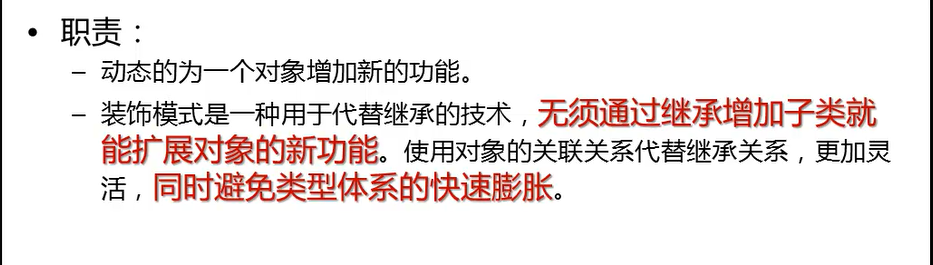 • 职责：
– 动态的为一个对象增加新的功能。
– 装饰模式是一种用于代替继承的技术，无须通过继承增加子类就
能扩展对象的新功能。使用对象的关联关系代替继承关系，更加灵
活，同时避免类型体系的快速膨胀。